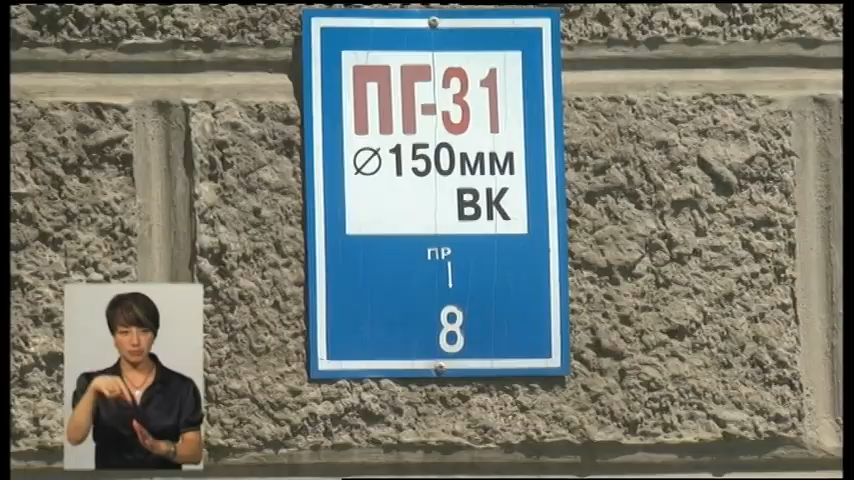 ПГ-31
⌀150мм
ВК
ПР
↓
8